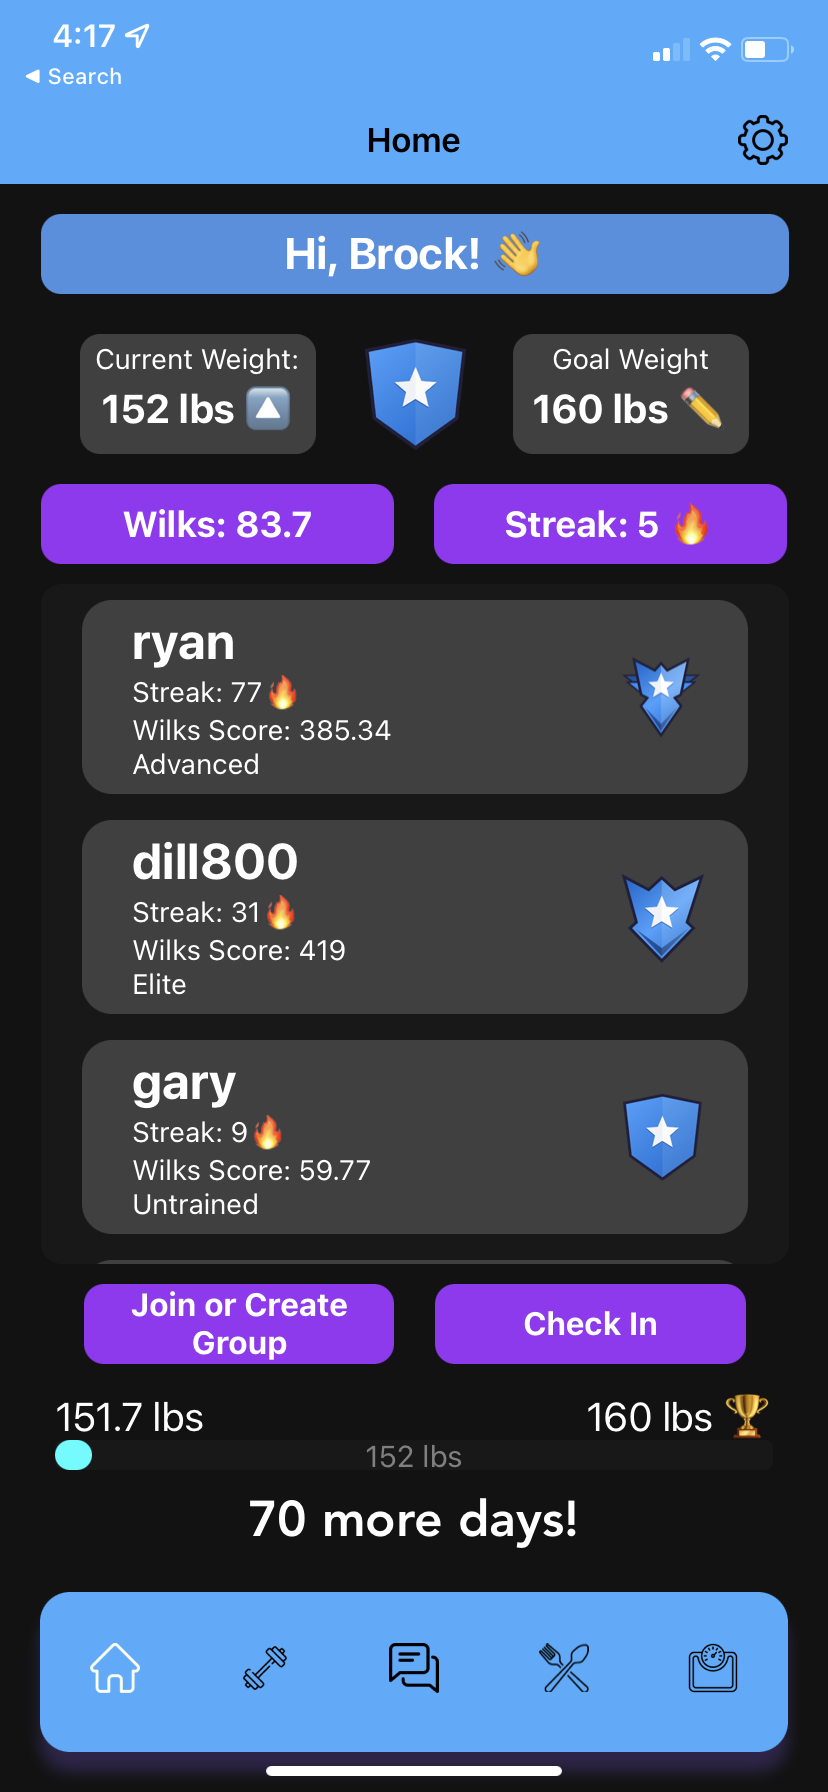 4:17
Search
Home
Hi, Brock! 👋
Current Weight:
152 lbs 🔼
Goal Weight
160 lbs ✏️
Wilks: 83.7
Streak: 5 🔥
ryan
Streak: 77🔥
Wilks Score: 385.34
Advanced
dill800
Streak: 31🔥
Wilks Score: 419
Elite
gary
Streak: 9🔥
Wilks Score: 59.77
Untrained
Join or Create
Group
Check In
151.7 lbs
160 lbs 🏆
152 lbs
70 more days!